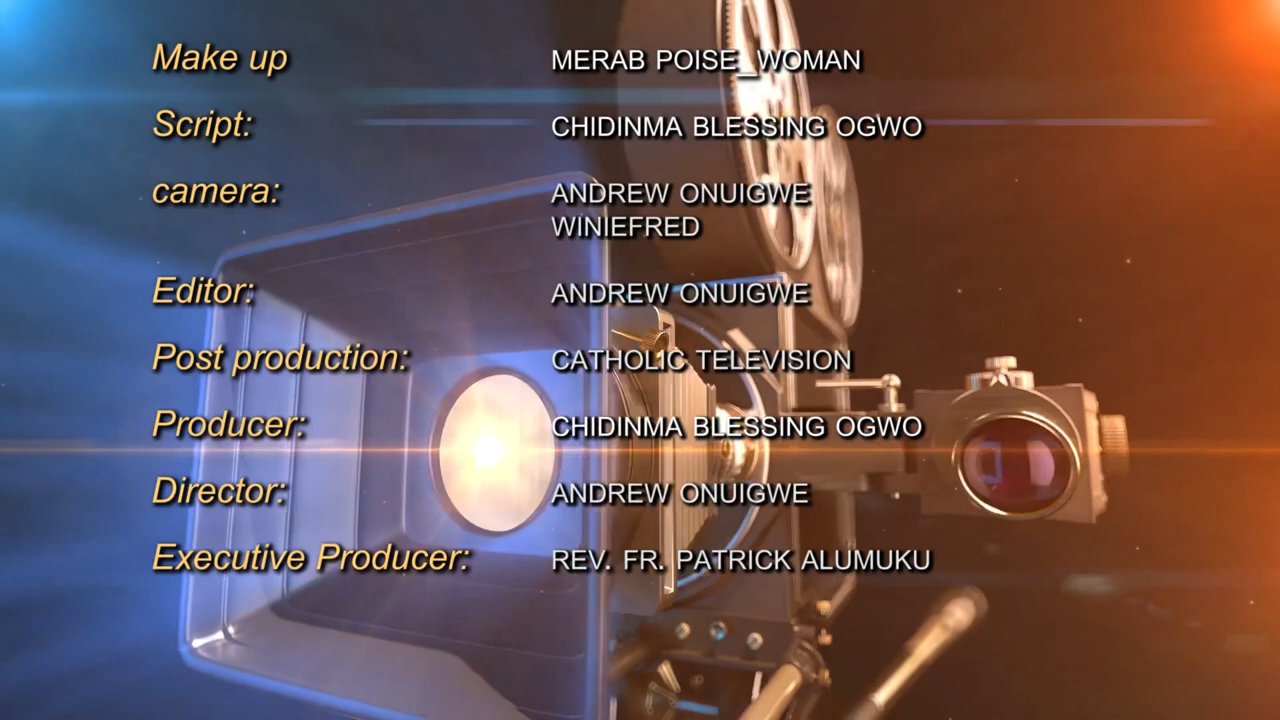 Make up MERAB POISE_WOMAN
Script: CHIDINMA BLESSING OGWO
camera: ANDREW ONUIGWE
WINIEFRED
Editor: ANDREW ONUIGWE
Post production: CATHOLIC TELEVISION
Producer: CHIDINMA BLESSING OGWO
Director: ANDREW ONUIGWE
Executive Producer: REV. FR. PATRICK ALUMUKU